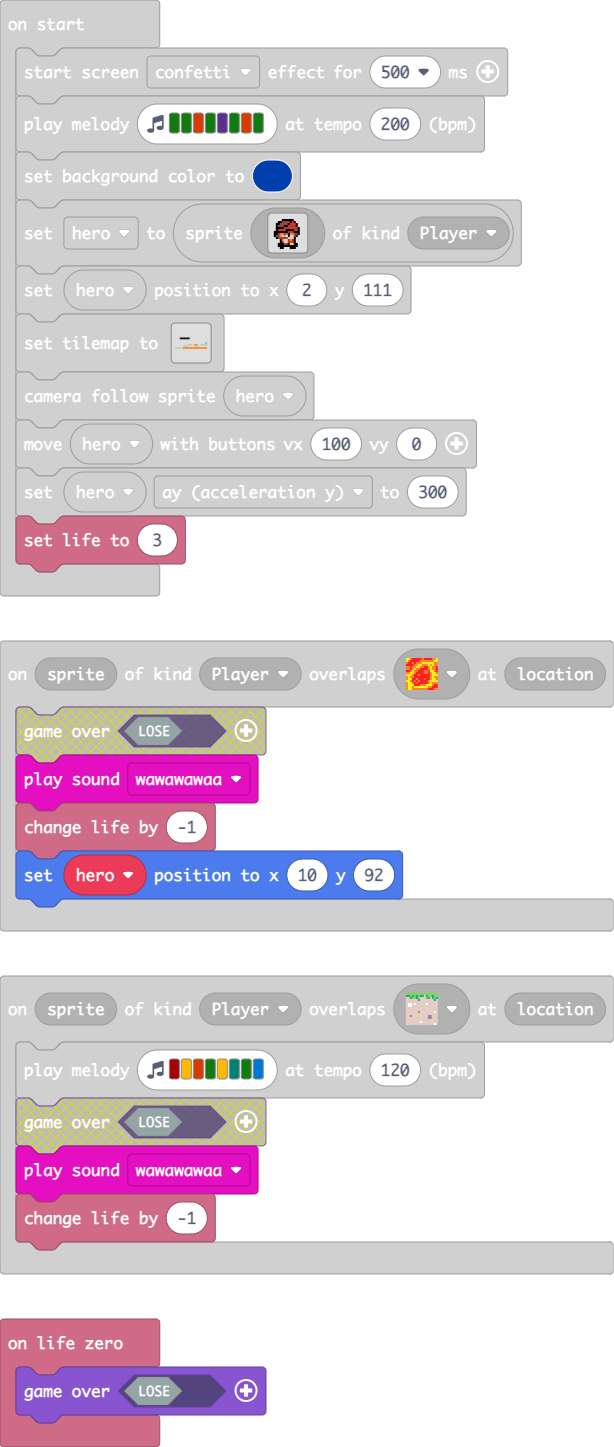 on start
start screen confetti effect for 500 ms
play melody at tempo 200 (bpm)
set background color to
set hero to sprite of kind Player
set hero position to x 2 y 111
set tilemap to
camera follow sprite hero
move hero with buttons vx 100 vy 0
set hero ay (acceleration y) to 300
set life to 3
on sprite of kind Player overlaps at location
game over LOSE
play sound wawawawaa
change life by -1
set hero position to x 10 y 92
on sprite of kind Player overlaps at location
play melody at tempo 120 (bpm)
game over LOSE
play sound wawawawaa
change life by -1
on life zero
game over LOSE